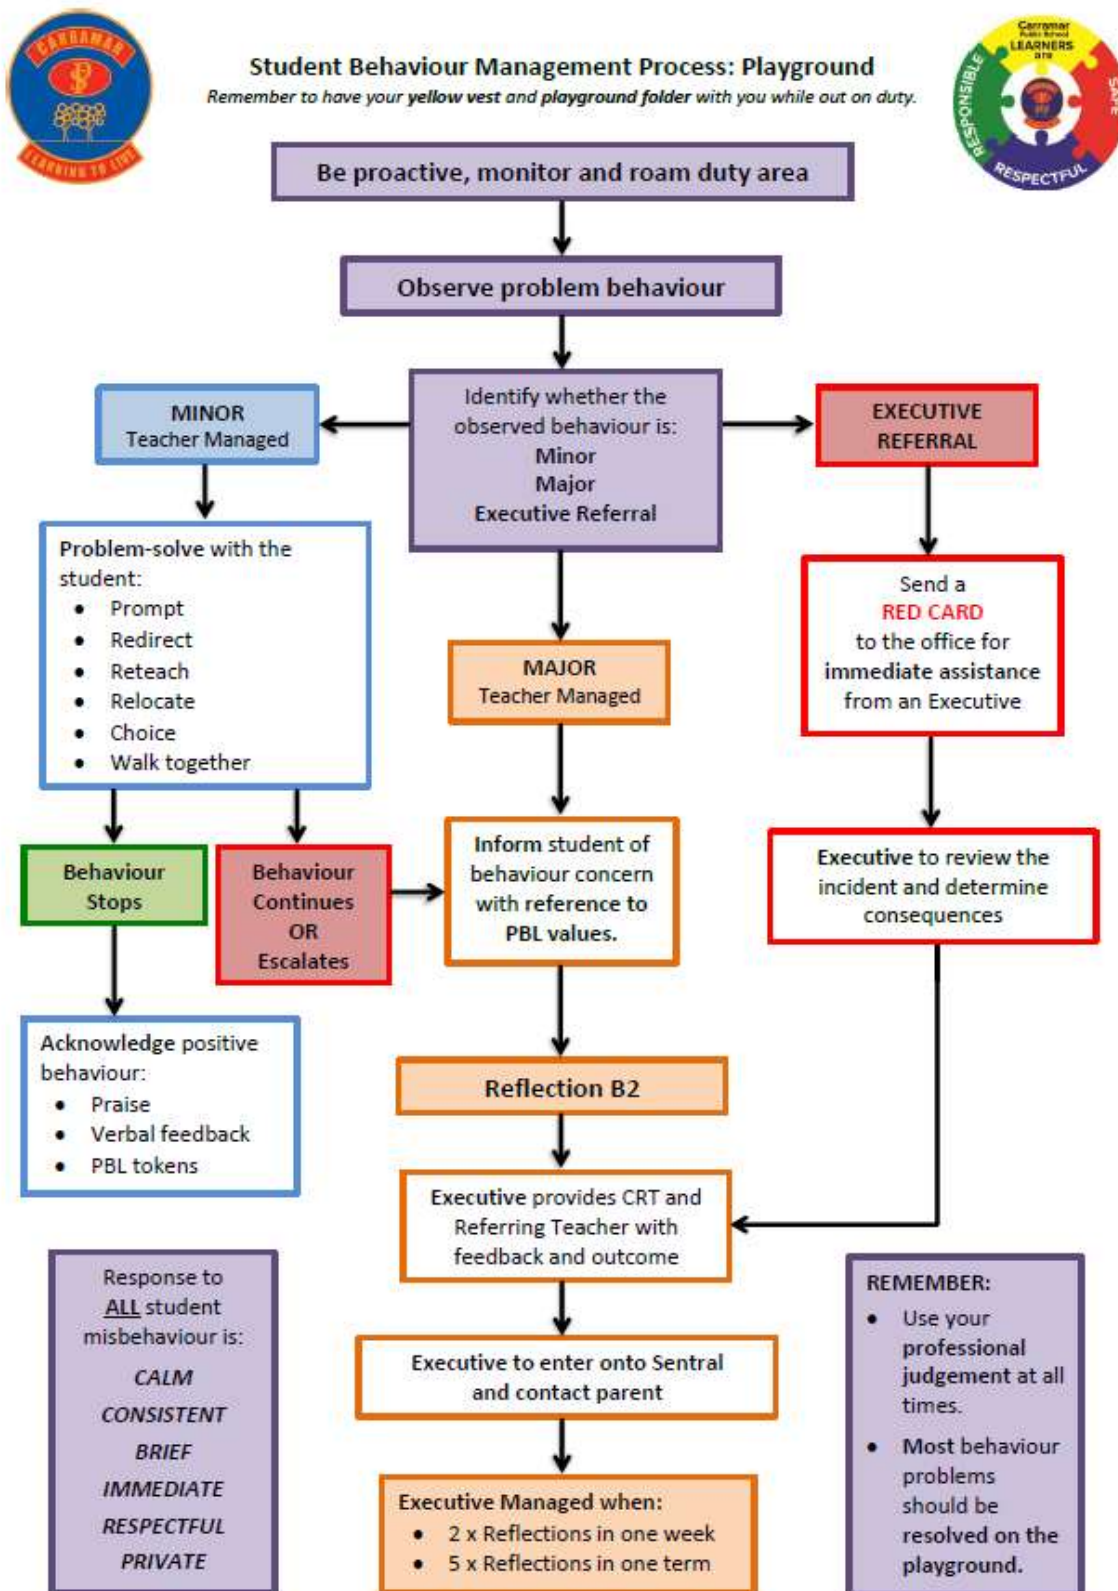 CARRAMAR
LEARNING TO LIVE
Student Behaviour Management Process: Playground
Remember to have your yellow vest and playground folder with you while out on duty.
Carramar
Public School
LEARNERS
are
RESPONSIBLE
SAFE
RESPECTFUL
Be proactive, monitor and roam duty area
Observe problem behaviour
Identify whether the
observed behaviour is:
Minor
Major
Executive Referral
MINOR
Teacher Managed
EXECUTIVE
REFERRAL
Problem-solve with the
student:
• Prompt
• Redirect
• Reteach
• Relocate
• Choice
• Walk together
MAJOR
Teacher Managed
Send a
RED CARD
to the office for
immediate assistance
from an Executive
Behaviour
Stops
Behaviour
Continues
OR
Escalates
Inform student of
behaviour concern
with reference to
PBL values.
Executive to review the
incident and determine
consequences
Acknowledge positive
behaviour:
• Praise
• Verbal feedback
• PBL tokens
Reflection B2
Executive provides CRT and
Referring Teacher with
feedback and outcome
Executive to enter onto Sentral
and contact parent
Executive Managed when:
• 2 x Reflections in one week
• 5 x Reflections in one term
Response to
ALL student
misbehaviour is:
CALM
CONSISTENT
BRIEF
IMMEDIATE
RESPECTFUL
PRIVATE
REMEMBER:
• Use your
professional
judgement at all
times.
• Most behaviour
problems
should be
resolved on the
playground.